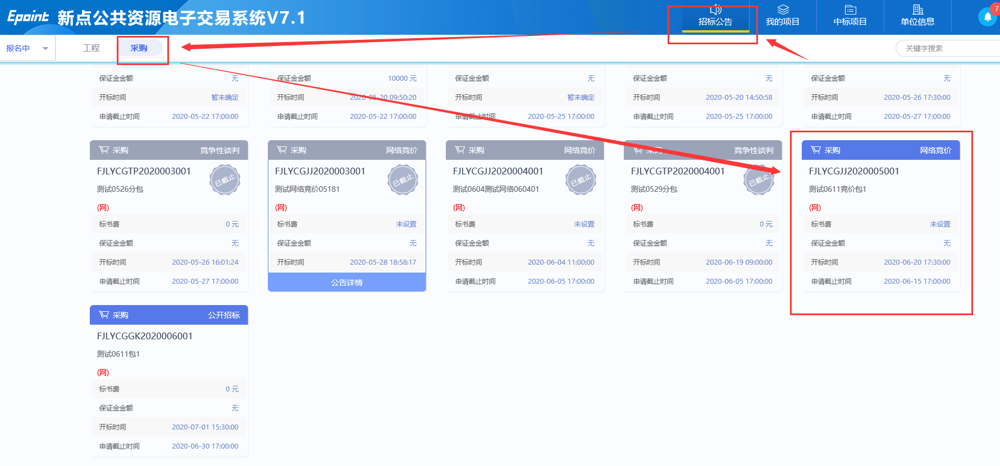 Epoint 新点公共资源电子交易系统V7.1
招标公告
我的项目
中标项目
单位信息
7
报名中
工程
采购
关键字搜索
保证金金额 无
开标时间 暂未确定
申请截止时间 2020-05-22 17:00:00
保证金金额 10000 元
开标时间 2020-05-20 09:50:20
申请截止时间 2020-05-22 17:00:00
保证金金额 无
开标时间 暂未确定
申请截止时间 2020-05-25 17:00:00
保证金金额 无
开标时间 2020-05-20 14:50:58
申请截止时间 2020-05-25 17:00:00
保证金金额 无
开标时间 2020-05-26 17:30:00
申请截止时间 2020-05-27 17:00:00
采购 竞争性谈判
FJLYCGTP2020003001
已截止
测试0526分包
(网)
标书费 0 元
保证金金额 无
开标时间 2020-05-26 16:01:24
申请截止时间 2020-05-27 17:00:00
采购 网络竞价
FJLYCGJJ2020003001
已截止
测试网络竞价05181
(网)
标书费 未设置
保证金金额 无
开标时间 2020-05-28 18:58:17
公告详情
采购 网络竞价
FJLYCGJJ2020004001
已截止
测试0604测试网络060401
(网)
标书费 未设置
保证金金额 无
开标时间 2020-06-04 11:00:00
申请截止时间 2020-06-05 17:00:00
采购 竞争性谈判
FJLYCGTP2020004001
已截止
测试0529分包
(网)
标书费 0 元
保证金金额 无
开标时间 2020-06-19 09:00:00
申请截止时间 2020-06-05 17:00:00
采购 网络竞价
FJLYCGJJ2020005001
测试0611竞价包1
(网)
标书费 未设置
保证金金额 无
开标时间 2020-06-20 17:30:00
申请截止时间 2020-06-15 17:00:00
采购 公开招标
FJLYCGGK2020006001
测试0611包1
(网)
标书费 0 元
保证金金额 无
开标时间 2020-07-01 15:30:00
申请截止时间 2020-06-30 17:00:00